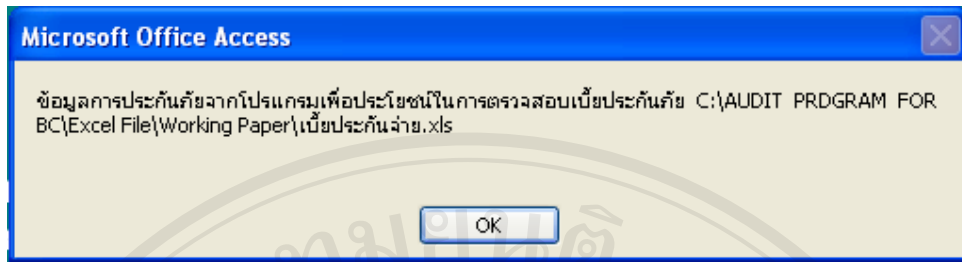 Microsoft Office Access
ข้อมูลการประกันภัยจากโปรแกรมเพื่อประโยชน์ในการตรวจสอบเบี้ยประกันภัย C:\AUDIT PRDGRAM FOR
BC\Excel File\Working Paper\เบี้ยประกันจ่าย.xls
OK